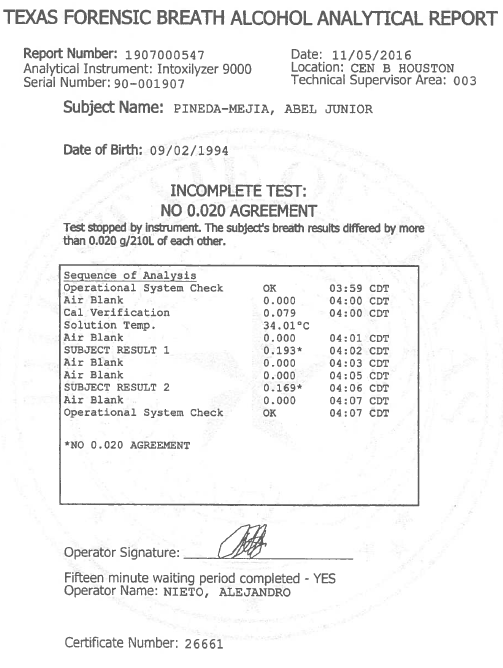 TEXAS FORENSIC BREATH ALCOHOL ANALYTICAL REPORT
Report Number: 1907000547 Date: 11/05/2016
Analytical Instrument: Intoxilyzer 9000 Location: CEN B HOUSTON
Serial Number: 90-001907 Technical Supervisor Area: 003
Subject Name: PINEDA-MEJIA, ABEL JUNIOR
Date of Birth: 09/02/1994
INCOMPLETE TEST:
NO 0.020 AGREEMENT
Test stopped by instrument. The subject's breath results differed by more
than 0.020 g/210L of each other.
Sequence of Analysis
Operational System Check OK 03:59 CDT
Air Blank 0.000 04:00 CDT
Cal Verification 0.079 04:00 CDT
Solution Temp. 34.01°C
Air Blank 0.000 04:01 CDT
SUBJECT RESULT 1 0.193* 04:02 CDT
Air Blank 0.000 04:03 CDT
Air Blank 0.000 04:05 CDT
SUBJECT RESULT 2 0.169* 04:06 CDT
Air Blank 0.000 04:07 CDT
Operational System Check OK 04:07 CDT
*NO 0.020 AGREEMENT
Operator Signature:
Fifteen minute waiting period completed - YES
Operator Name: NIETO, ALEJANDRO
Certificate Number: 26661